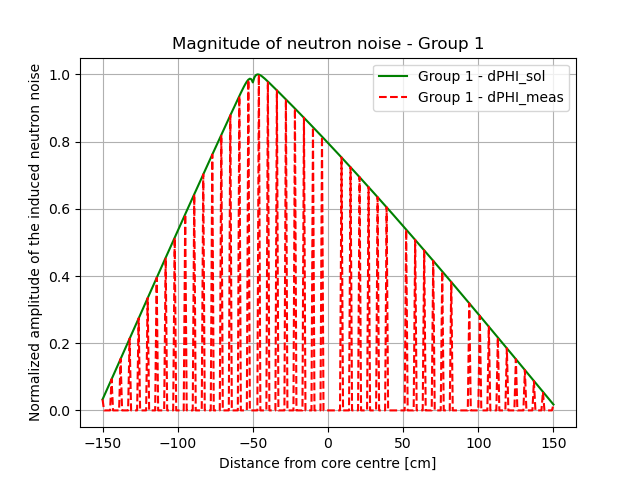 Magnitude of neutron noise - Group 1
Normalized amplitude of the induced neutron noise
1.0
0.8
0.6
0.4
0.2
0.0
Group 1 - dPHI_sol
Group 1 - dPHI_meas
−150
−100
−50
0
50
100
150
Distance from core centre [cm]